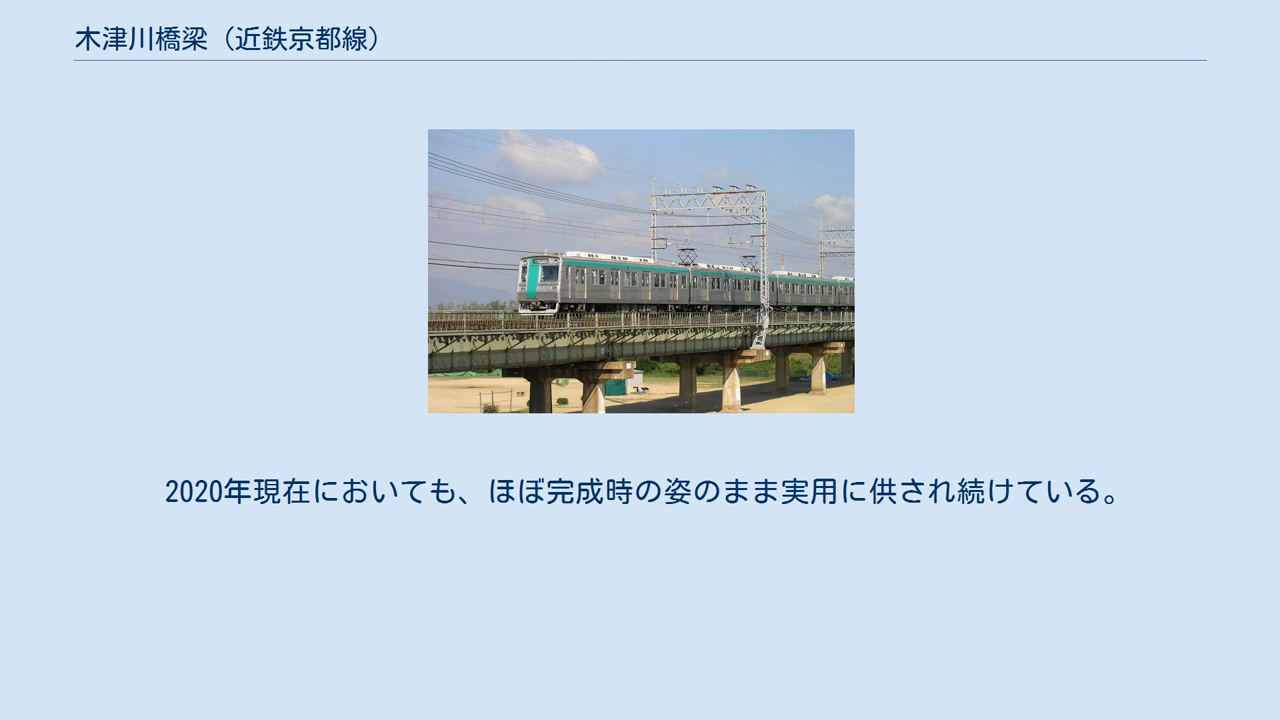 木津川橋梁（近鉄京都線）
2020年現在においても、ほぼ完成時の姿のまま実用に供され続けている。